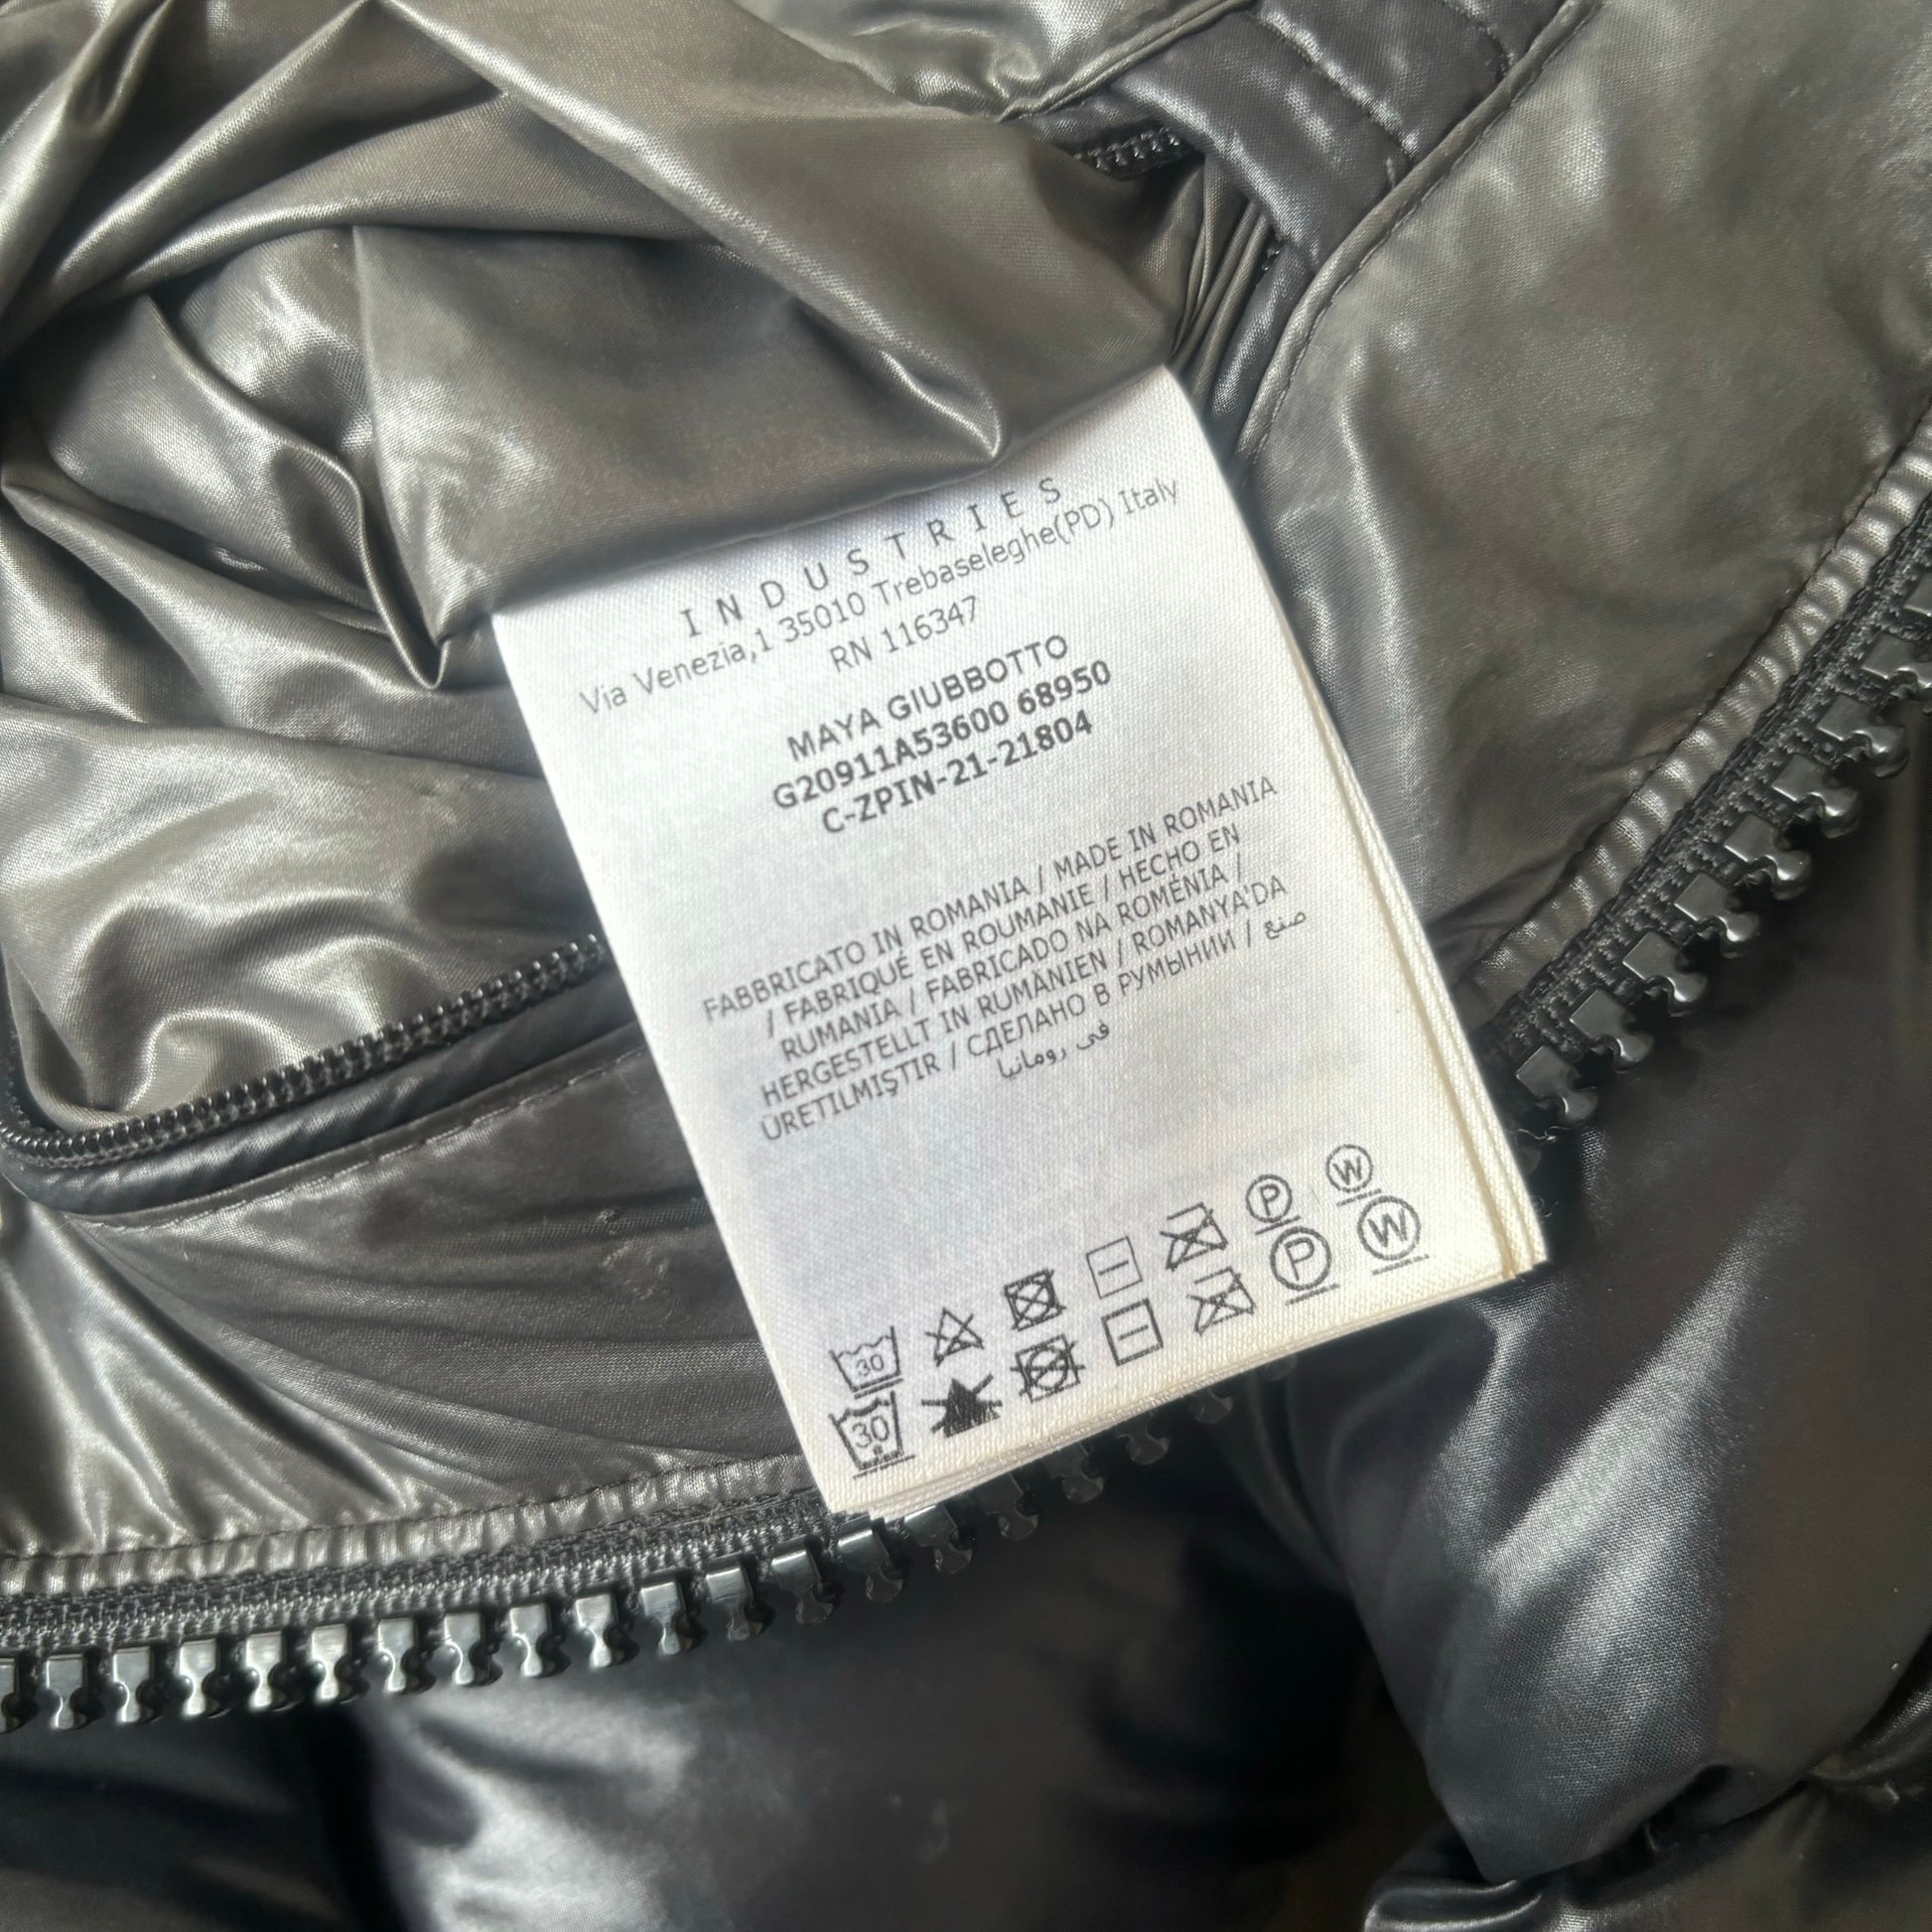 INDUSTRIES
Via Venezia,1 35010 Trebaseleghe(PD) Italy
RN 116347
MAYA GIUBBOTTO
G20911A53600 68950
C-ZPIN-21-21804
FABBRICATO IN ROMANIA / MADE IN ROMANIA
/ FABRIQUÉ EN ROUMANIE / HECHO EN
RUMANIA / FABRICADO NA ROMÊNIA /
HERGESTELLT IN RUMÄNIEN / ROMANYA'DA
ÜRETILMIŞTIR / СДЕЛАНО В РУМЫНИИ / صنع
في رومانيا
30 P W
30 P W